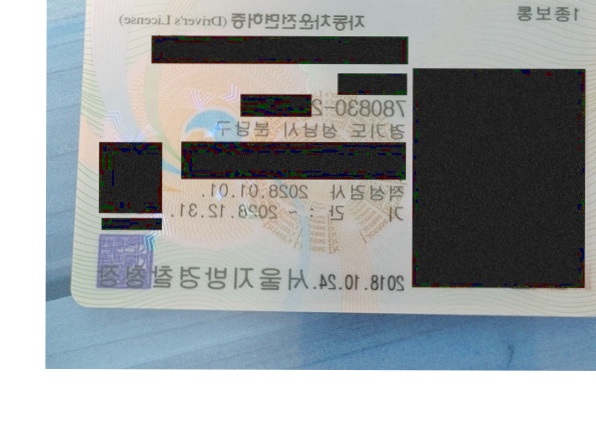 1종보통
자동차운전면허증 (Driver's License)
780830-2
경기도 성남시 분당구
적성검사 2028.01.01.
기 간 : ~ 2028.12.31.
2018.10.24. 서울지방경찰청장